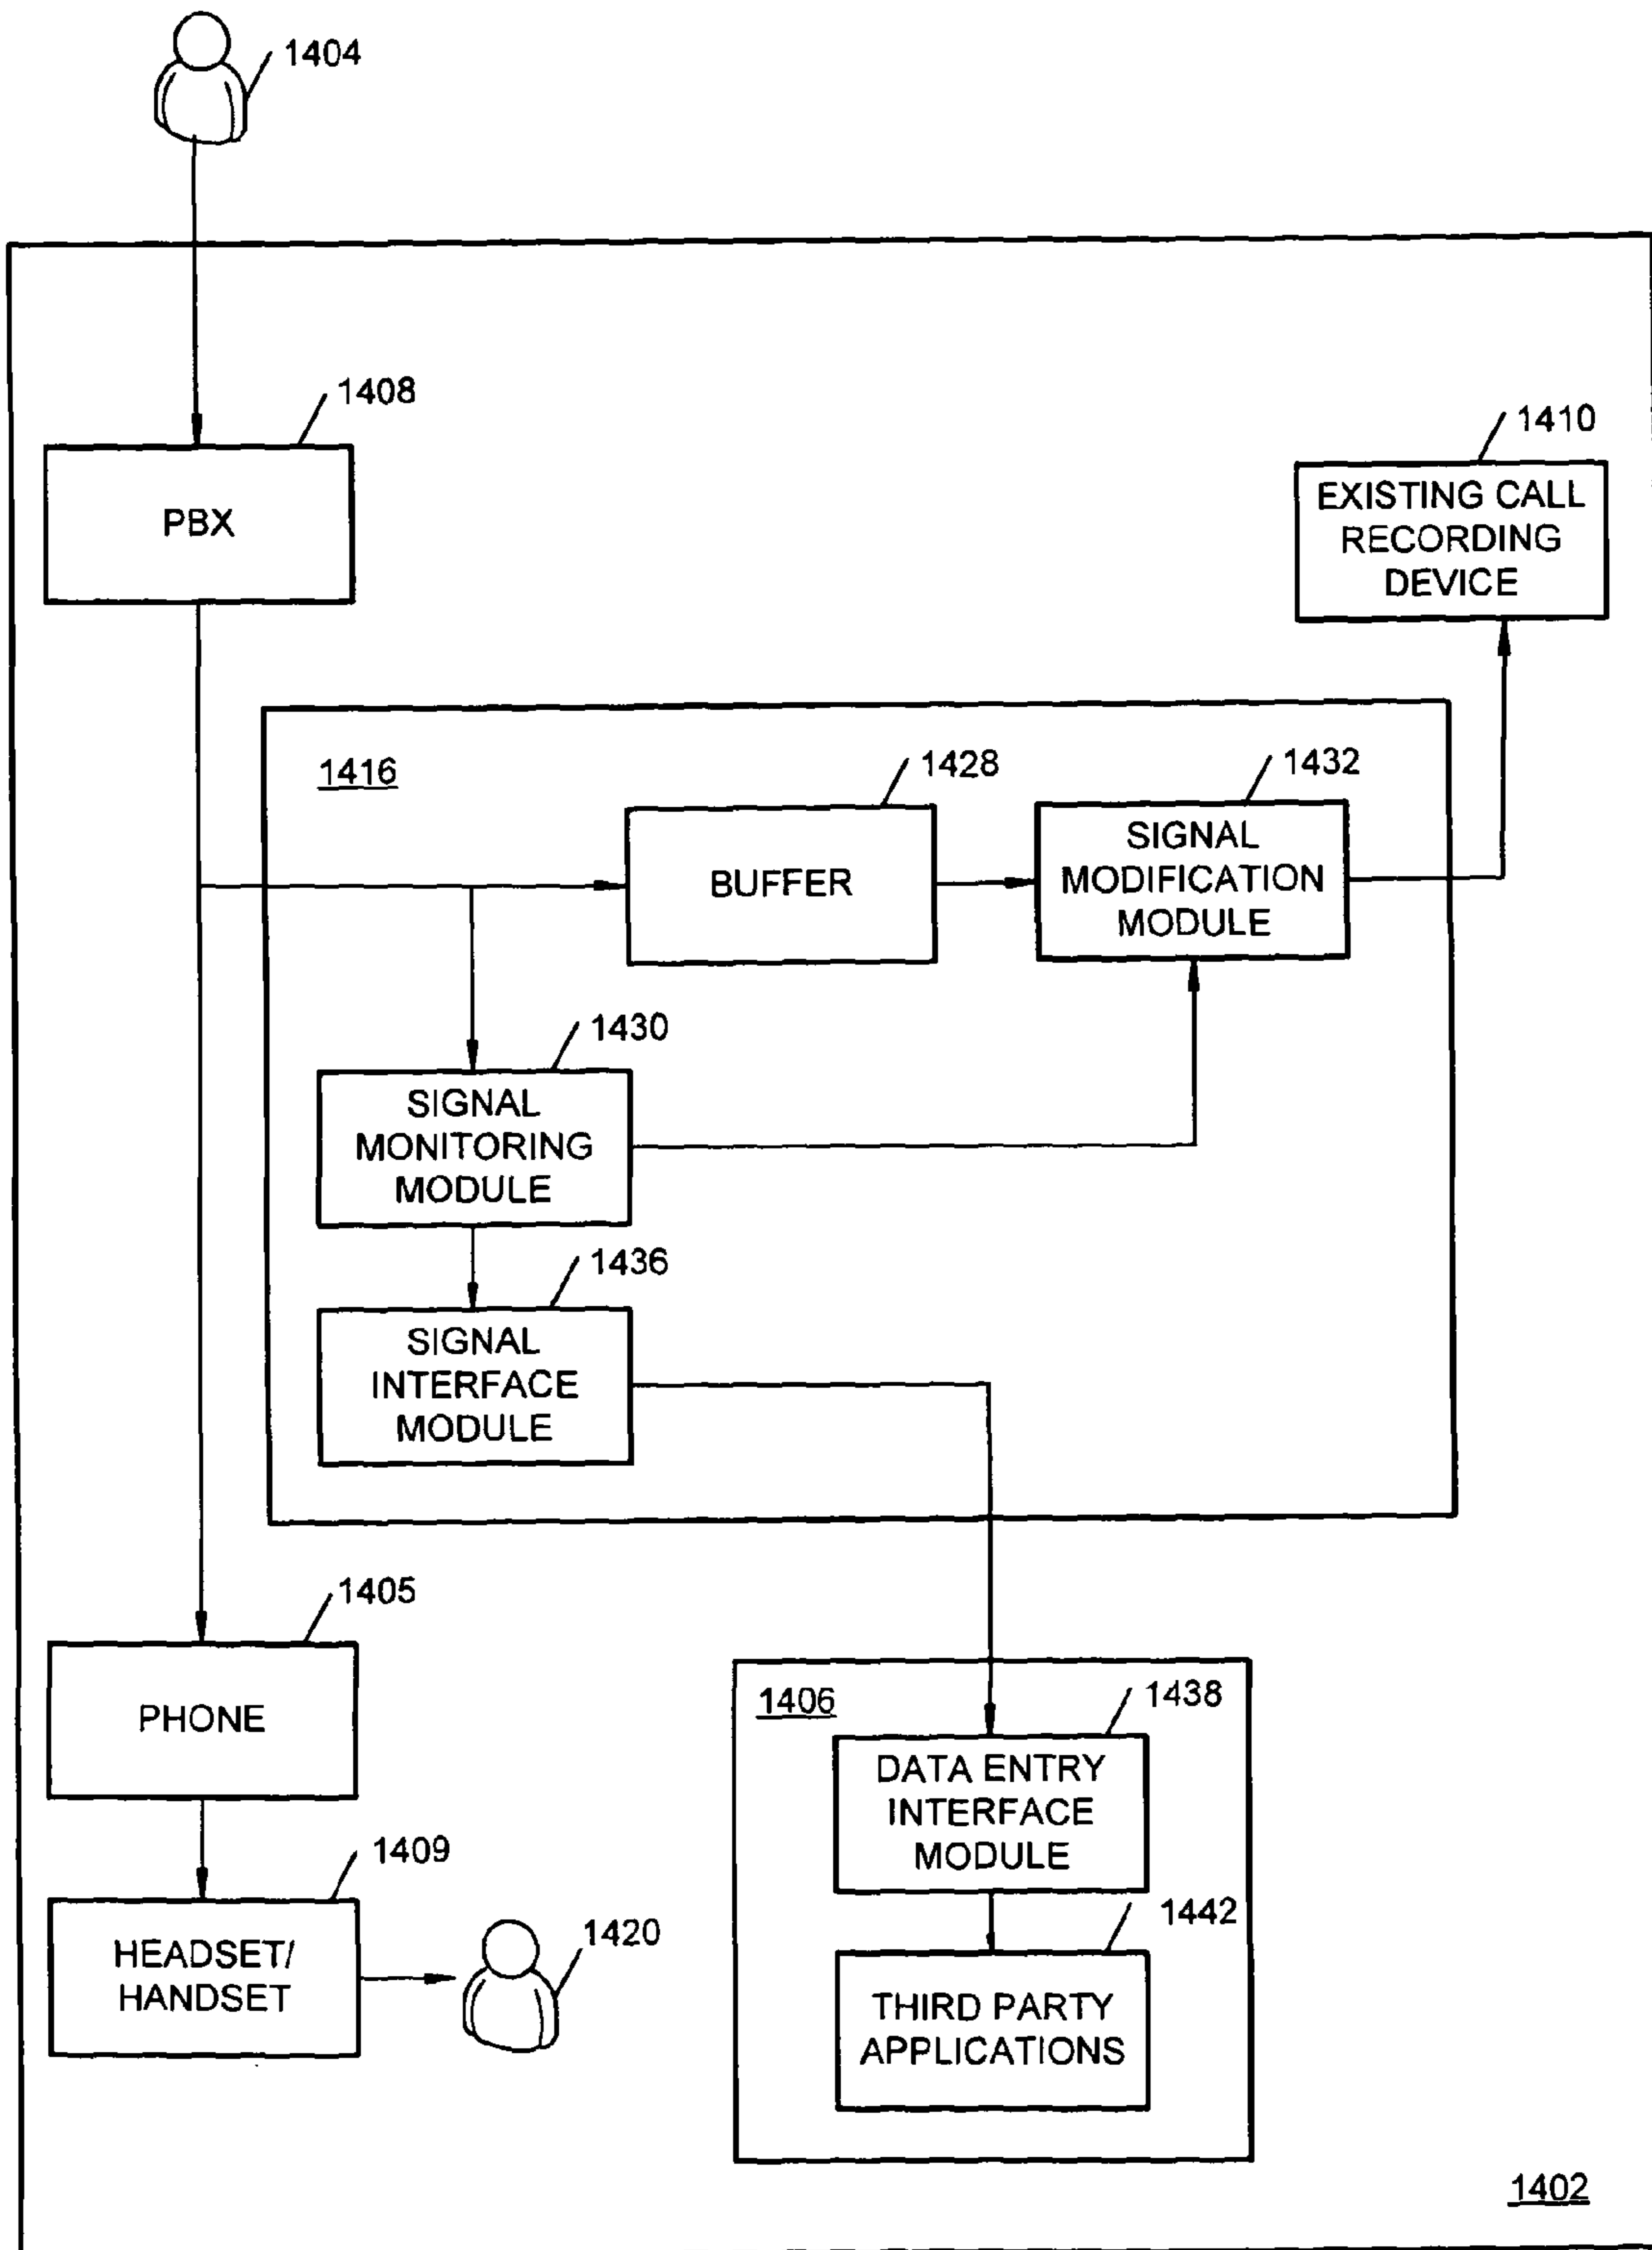 1404
1408
PBX
1410
EXISTING CALL
RECORDING
DEVICE
1416
1428
BUFFER
1432
SIGNAL
MODIFICATION
MODULE
1430
SIGNAL
MONITORING
MODULE
1436
SIGNAL
INTERFACE
MODULE
1405
PHONE
1409
HEADSET/
HANDSET
1420
1406
1438
DATA ENTRY
INTERFACE
MODULE
1442
THIRD PARTY
APPLICATIONS
1402